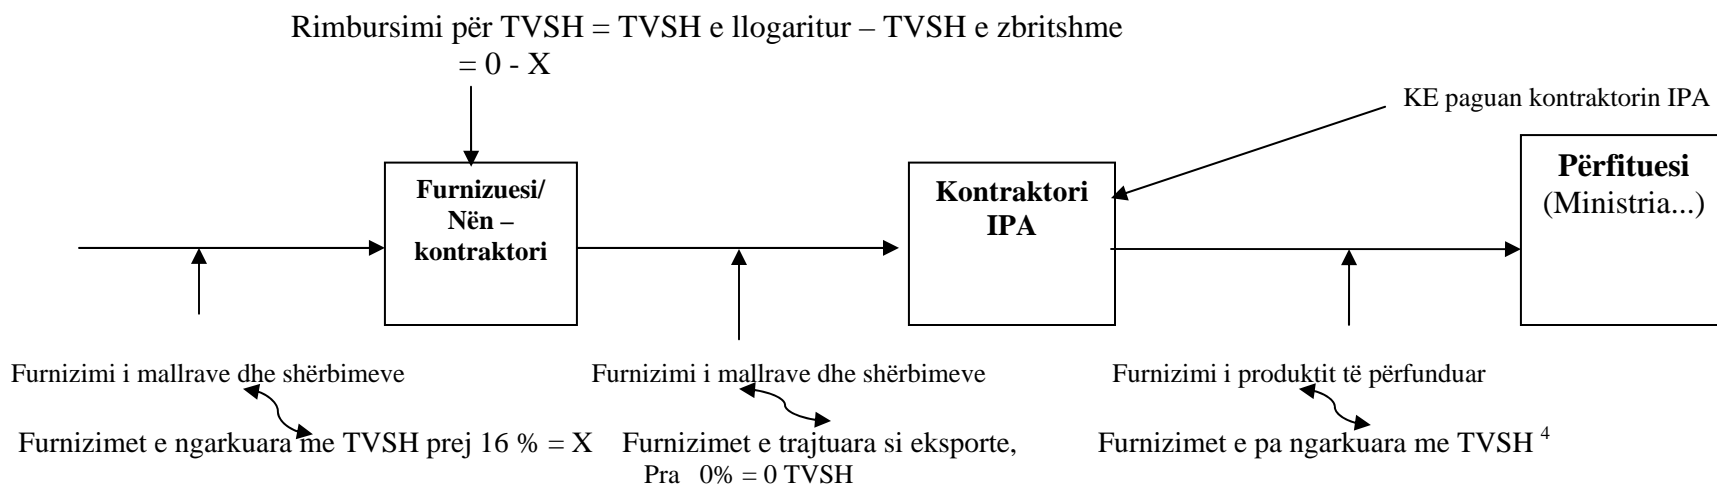 Rimbursimi për TVSH = TVSH e llogaritur – TVSH e zbritshme
= 0 - X
KE paguan kontraktorin IPA
Furnizuesi/
Nën –
kontraktori
Kontraktori
IPA
Përfituesi
(Ministria...)
Furnizimi i mallrave dhe shërbimeve
Furnizimet e ngarkuara me TVSH prej 16 % = X
Furnizimi i mallrave dhe shërbimeve
Furnizimet e trajtuara si eksporte,
Pra 0% = 0 TVSH
Furnizimi i produktit të përfunduar
Furnizimet e pa ngarkuara me TVSH 4